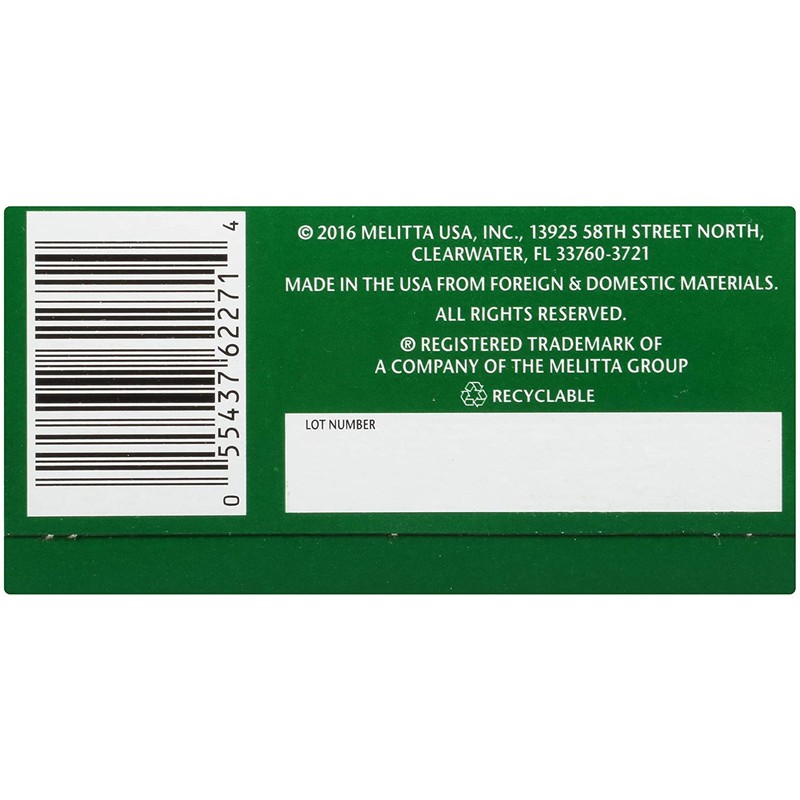 © 2016 MELITTA USA, INC., 13925 58TH STREET NORTH,
CLEARWATER, FL 33760-3721
MADE IN THE USA FROM FOREIGN & DOMESTIC MATERIALS.
ALL RIGHTS RESERVED.
® REGISTERED TRADEMARK OF
A COMPANY OF THE MELITTA GROUP
RECYCLABLE
LOT NUMBER
0 55437 62271 4